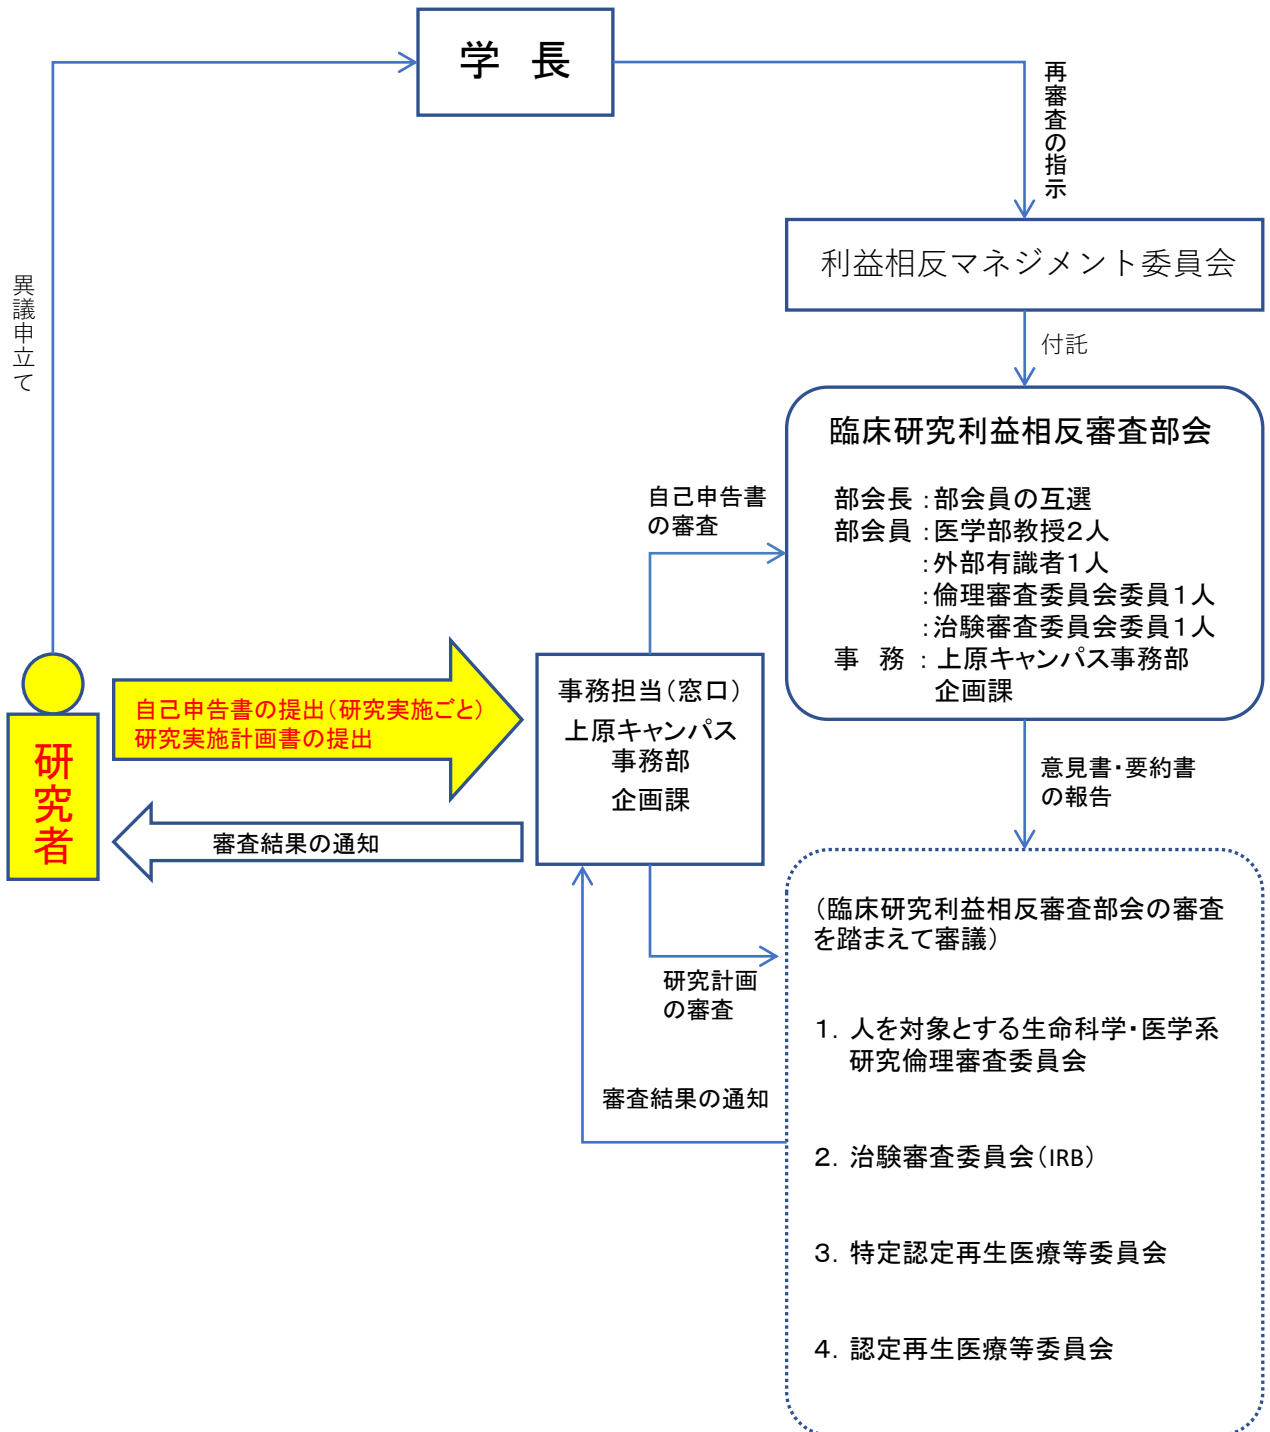 学　長
再審査の指示
利益相反マネジメント委員会
異議申立て
付託
臨床研究利益相反審査部会
部会長：部会員の互選
部会員：医学部教授２人
：外部有識者１人
：倫理審査委員会委員１人
：治験審査委員会委員１人
事　務：上原キャンパス事務部
企画課
自己申告書
の審査
自己申告書の提出（研究実施ごと）
研究実施計画書の提出
研究者
事務担当（窓口）
上原キャンパス
事務部
企画課
審査結果の通知
意見書・要約書
の報告
（臨床研究利益相反審査部会の審査
を踏まえて審議）
研究計画
の審査
1．人を対象とする生命科学・医学系
研究倫理審査委員会
審査結果の通知
2．治験審査委員会（IRB）
3．特定認定再生医療等委員会
4．認定再生医療等委員会